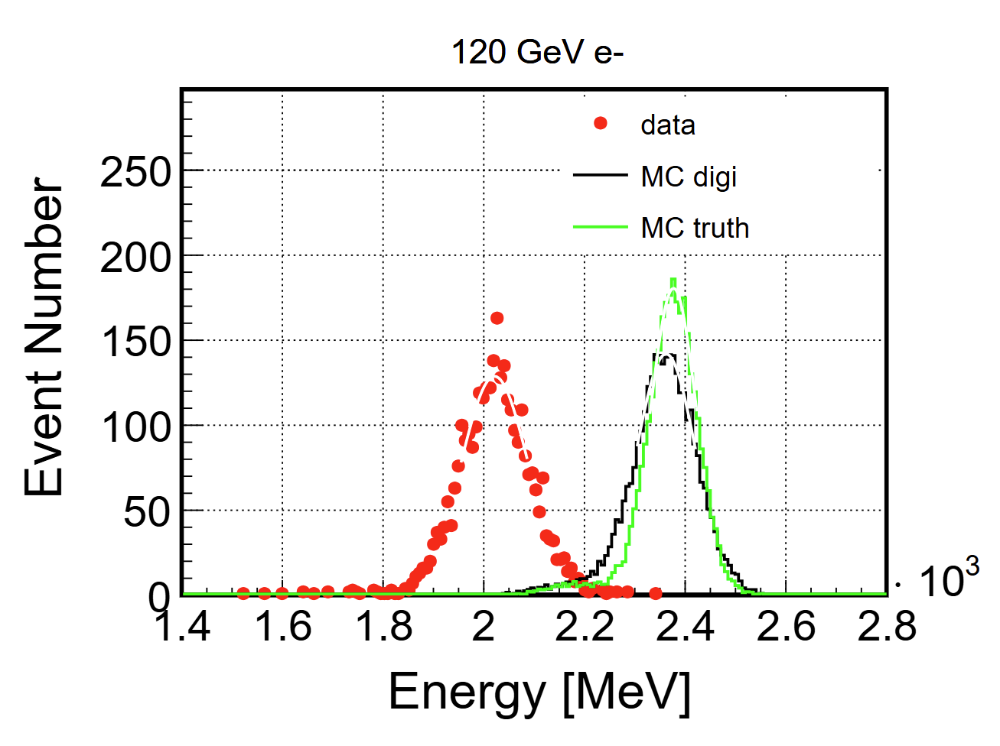 120 GeV e-
data
MC digi
MC truth
Event Number
250
200
150
100
50
0
1.4 1.6 1.8 2 2.2 2.4 2.6 2.8
· 10³
Energy [MeV]